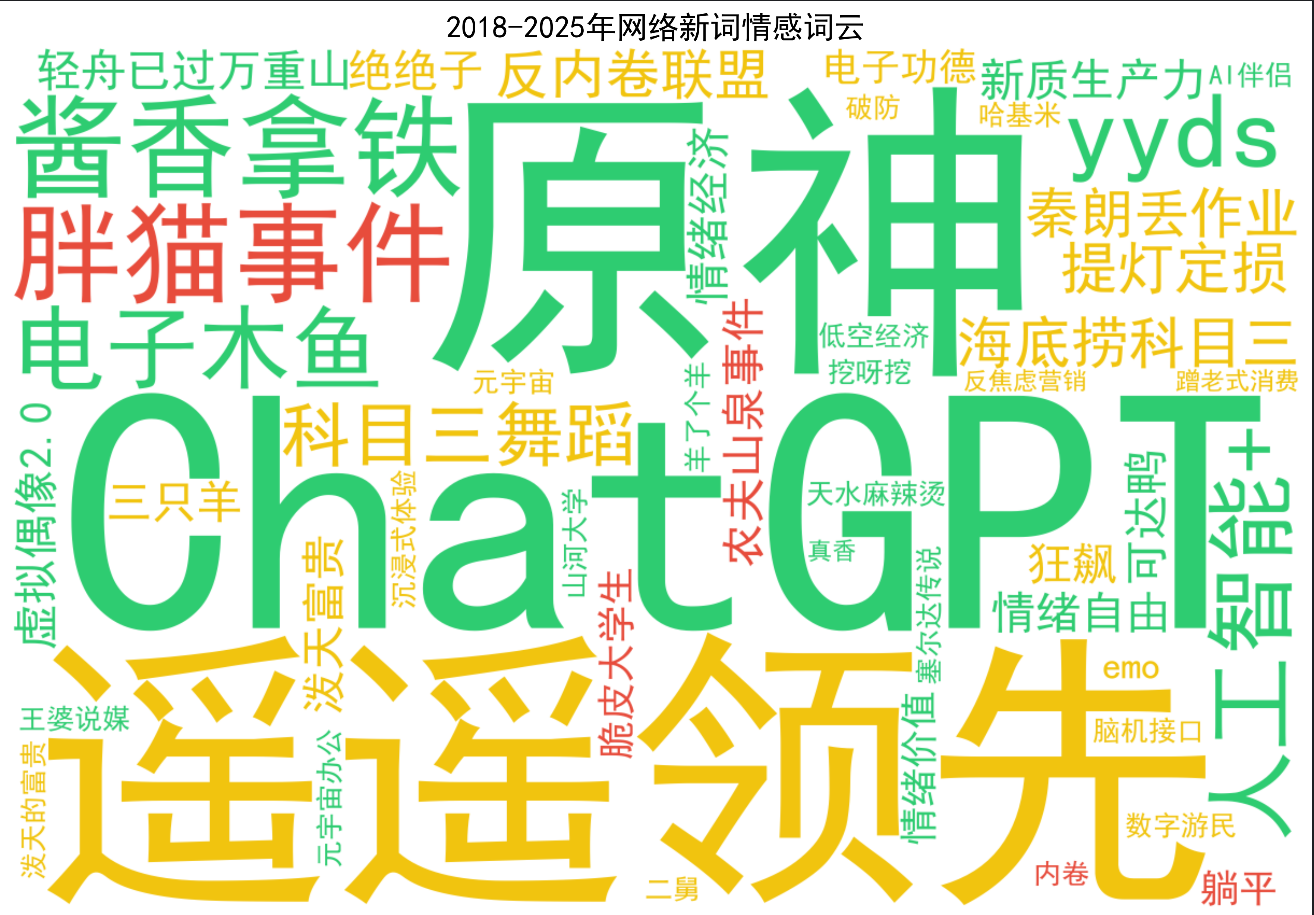 2018-2025年网络新词情感词云
轻舟已过万重山
绝绝子
反内卷联盟
电子功德
新质生产力
AI伴侣
破防
哈基米
酱香拿铁
原神
yyds
情绪经济
胖猫事件
秦朗丢作业
提灯定损
电子木鱼
农夫山泉事件
低空经济
海底捞科目三
挖呀挖
元宇宙
羊了个羊
反焦虑营销
蹭老式消费
ChatGPT
科目三舞蹈
虚拟偶像2.0
三只羊
沉浸式体验
山河大学
天水麻辣烫
真香
可达鸭
人工智能+
狂飙
泼天富贵
脆皮大学生
塞尔达传说
情绪自由
遥遥领先
emo
王婆说媒
情绪价值
脑机接口
泼天的富贵
元宇宙办公
数字游民
二舅
内卷
躺平